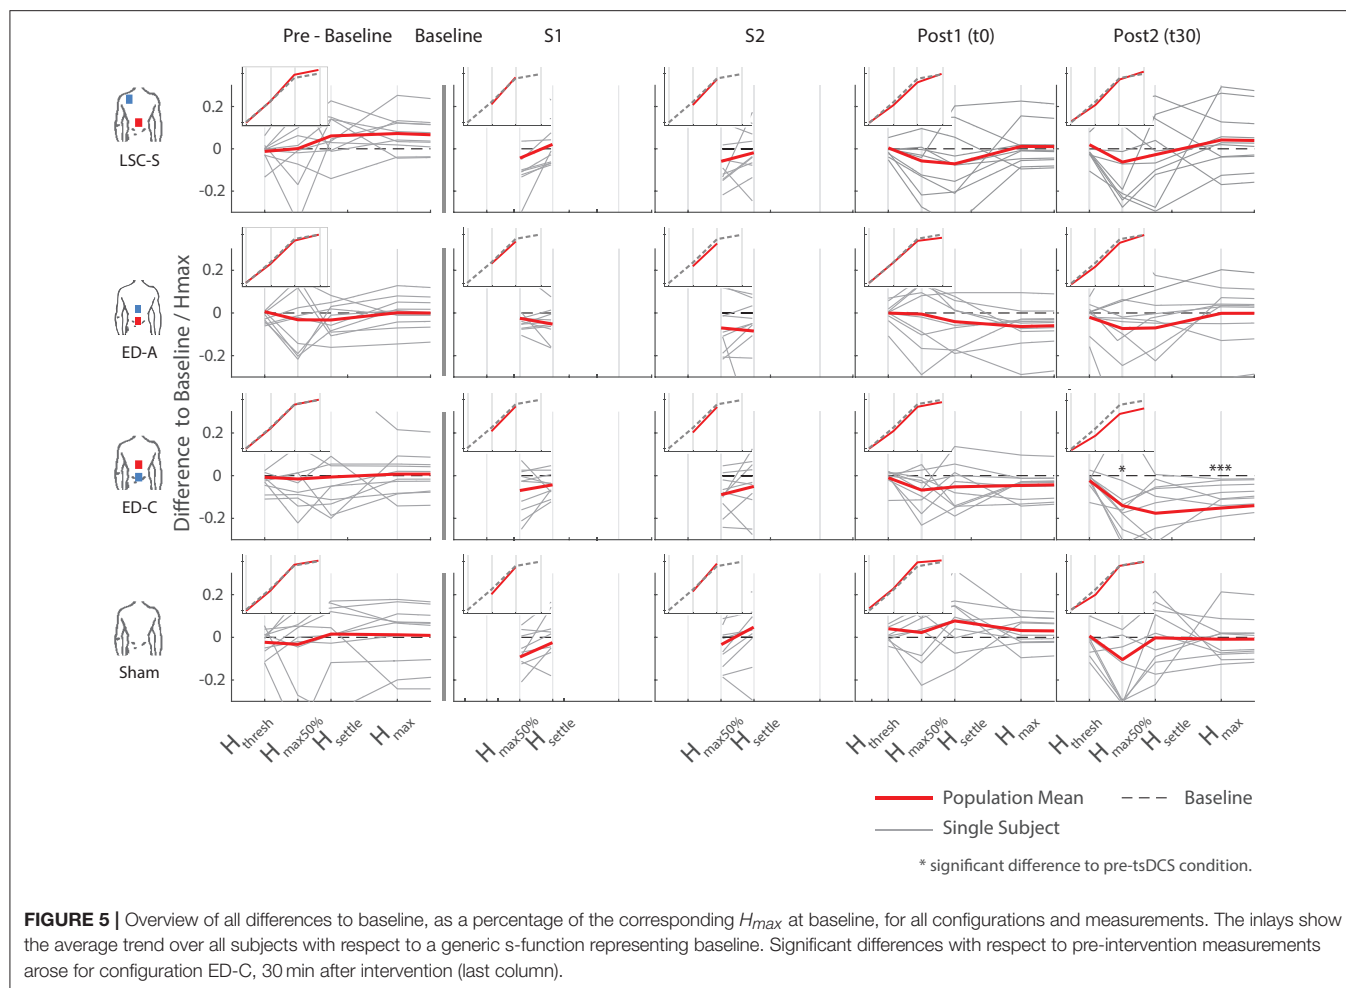 Pre - Baseline Baseline S1 S2 Post1 (t0) Post2 (t30)
Difference to Baseline / Hmax
0.2
0
-0.2
LSC-S
0.2
0
-0.2
ED-A
0.2
0
-0.2
ED-C
* ***
0.2
0
-0.2
Sham
Hthresh Hmax50% Hsettle Hmax Hmax50% Hsettle Hmax50% Hsettle Hthresh Hmax50% Hsettle Hmax Hthresh Hmax50% Hsettle Hmax
Population Mean Baseline
Single Subject
* significant difference to pre-tsDCS condition.
FIGURE 5 | Overview of all differences to baseline, as a percentage of the corresponding Hmax at baseline, for all configurations and measurements. The inlays show
the average trend over all subjects with respect to a generic s-function representing baseline. Significant differences with respect to pre-intervention measurements
arose for configuration ED-C, 30 min after intervention (last column).